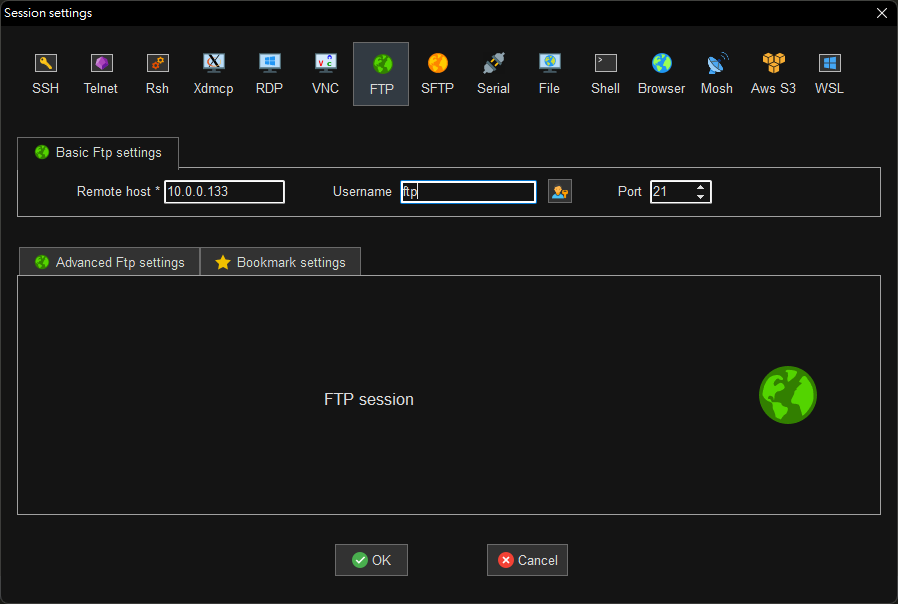 Session settings
SSH Telnet Rsh Xdmcp RDP VNC FTP SFTP Serial File Shell Browser Mosh Aws S3 WSL
Basic Ftp settings
Remote host * 10.0.0.133 Username ftp Port 21
Advanced Ftp settings Bookmark settings
FTP session
OK Cancel